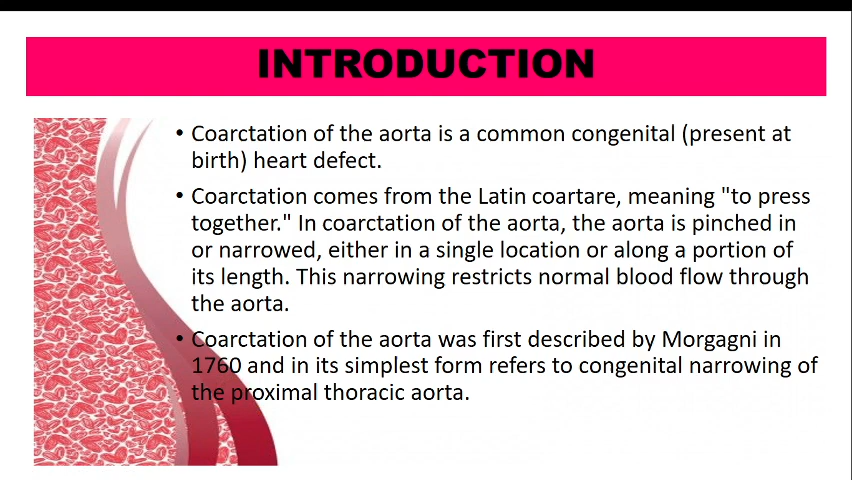 INTRODUCTION
• Coarctation of the aorta is a common congenital (present at
birth) heart defect.
• Coarctation comes from the Latin coartare, meaning "to press
together." In coarctation of the aorta, the aorta is pinched in
or narrowed, either in a single location or along a portion of
its length. This narrowing restricts normal blood flow through
the aorta.
• Coarctation of the aorta was first described by Morgagni in
1760 and in its simplest form refers to congenital narrowing of
the proximal thoracic aorta.